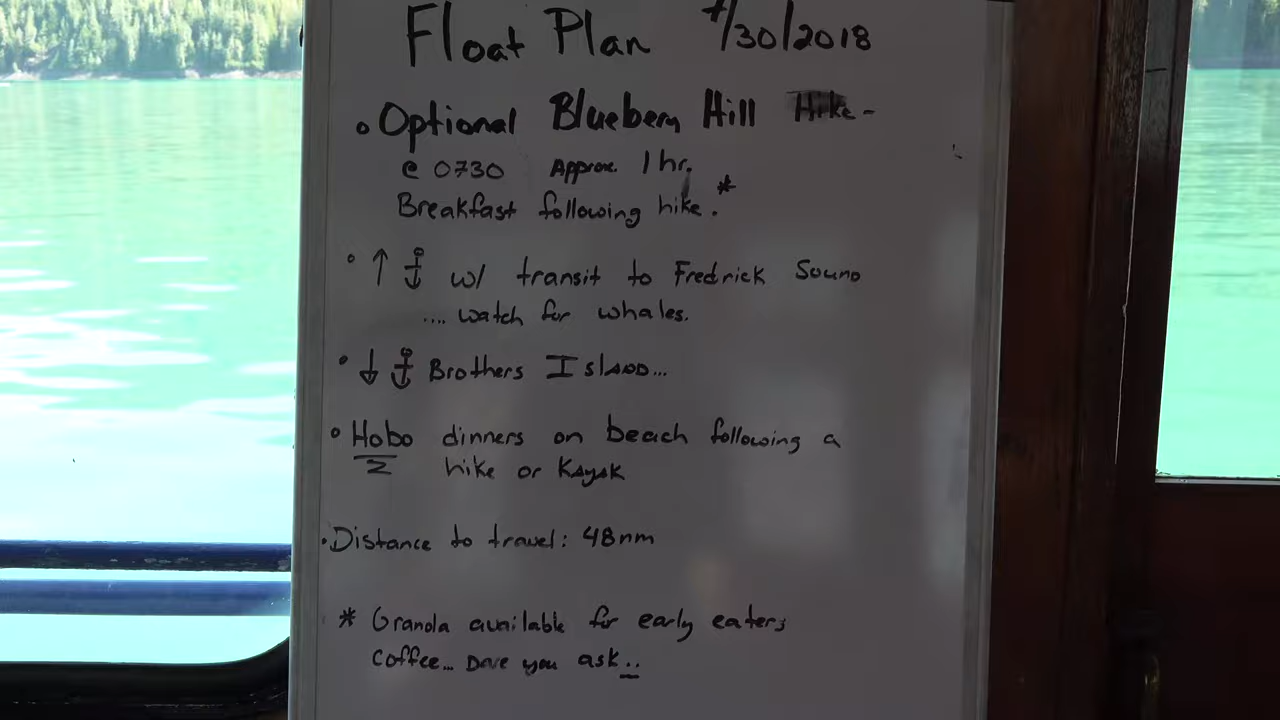 Float Plan 7/30/2018
• Optional Blueberry Hill Hike -
@ 0730 Approx. 1 hr.
Breakfast following hike.*
• ↑ ⚓ w/ transit to Fredrick Sound
.... watch for whales.
• ↓ ⚓ Brothers Island...
• Hobo dinners on beach following a
hike or Kayak
• Distance to travel: 48nm
* Granola available for early eaters
Coffee... Dare you ask..